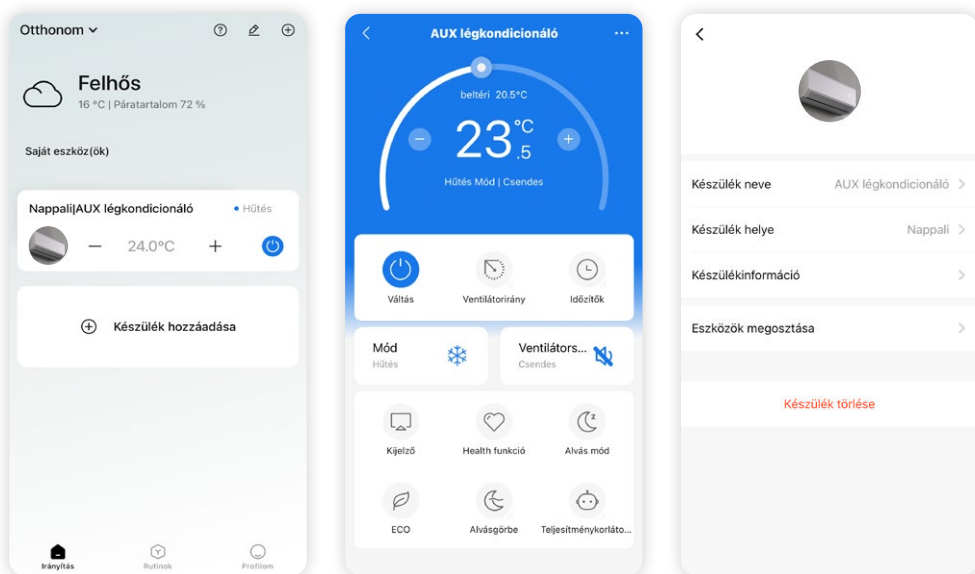 Otthonom
Felhős
16 °C | Páratartalom 72 %
Saját eszköz(ök)
Nappali|AUX légkondicionáló
Hűtés
24.0°C
Készülék hozzáadása
Irányítás
Rutinok
Profilom
AUX légkondicionáló
beltéri 20.5°C
23.5 °C
Hűtés Mód | Csendes
Váltás
Ventilátorirány
Időzítők
Mód
Hűtés
Ventilátors...
Csendes
Kijelző
Health funkció
Alvás mód
ECO
Alvásgörbe
Teljesítménykorláto...
Készülék neve
AUX légkondicionáló
Készülék helye
Nappali
Készülékinformáció
Eszközök megosztása
Készülék törlése